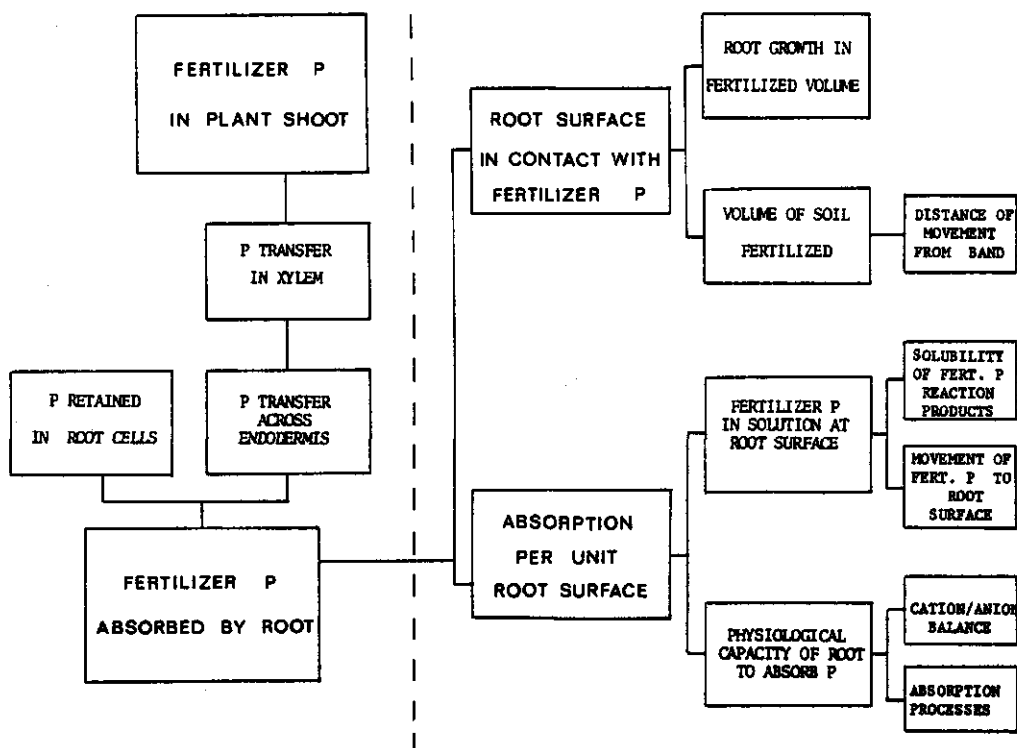 FERTILIZER P
IN PLANT SHOOT
P TRANSFER
IN XYLEM
P RETAINED
IN ROOT CELLS
P TRANSFER
ACROSS
ENDODERMIS
FERTILIZER P
ABSORBED BY ROOT
ROOT SURFACE
IN CONTACT WITH
FERTILIZER P
ABSORPTION
PER UNIT
ROOT SURFACE
ROOT GROWTH IN
FERTILIZED VOLUME
VOLUME OF SOIL
FERTILIZED
DISTANCE OF
MOVEMENT
FROM BAND
FERTILIZER P
IN SOLUTION AT
ROOT SURFACE
SOLUBILITY
OF FERT. P
REACTION
PRODUCTS
MOVEMENT OF
FERT. P TO
ROOT
SURFACE
PHYSIOLOGICAL
CAPACITY OF ROOT
TO ABSORB P
CATION/ANION
BALANCE
ABSORPTION
PROCESSES